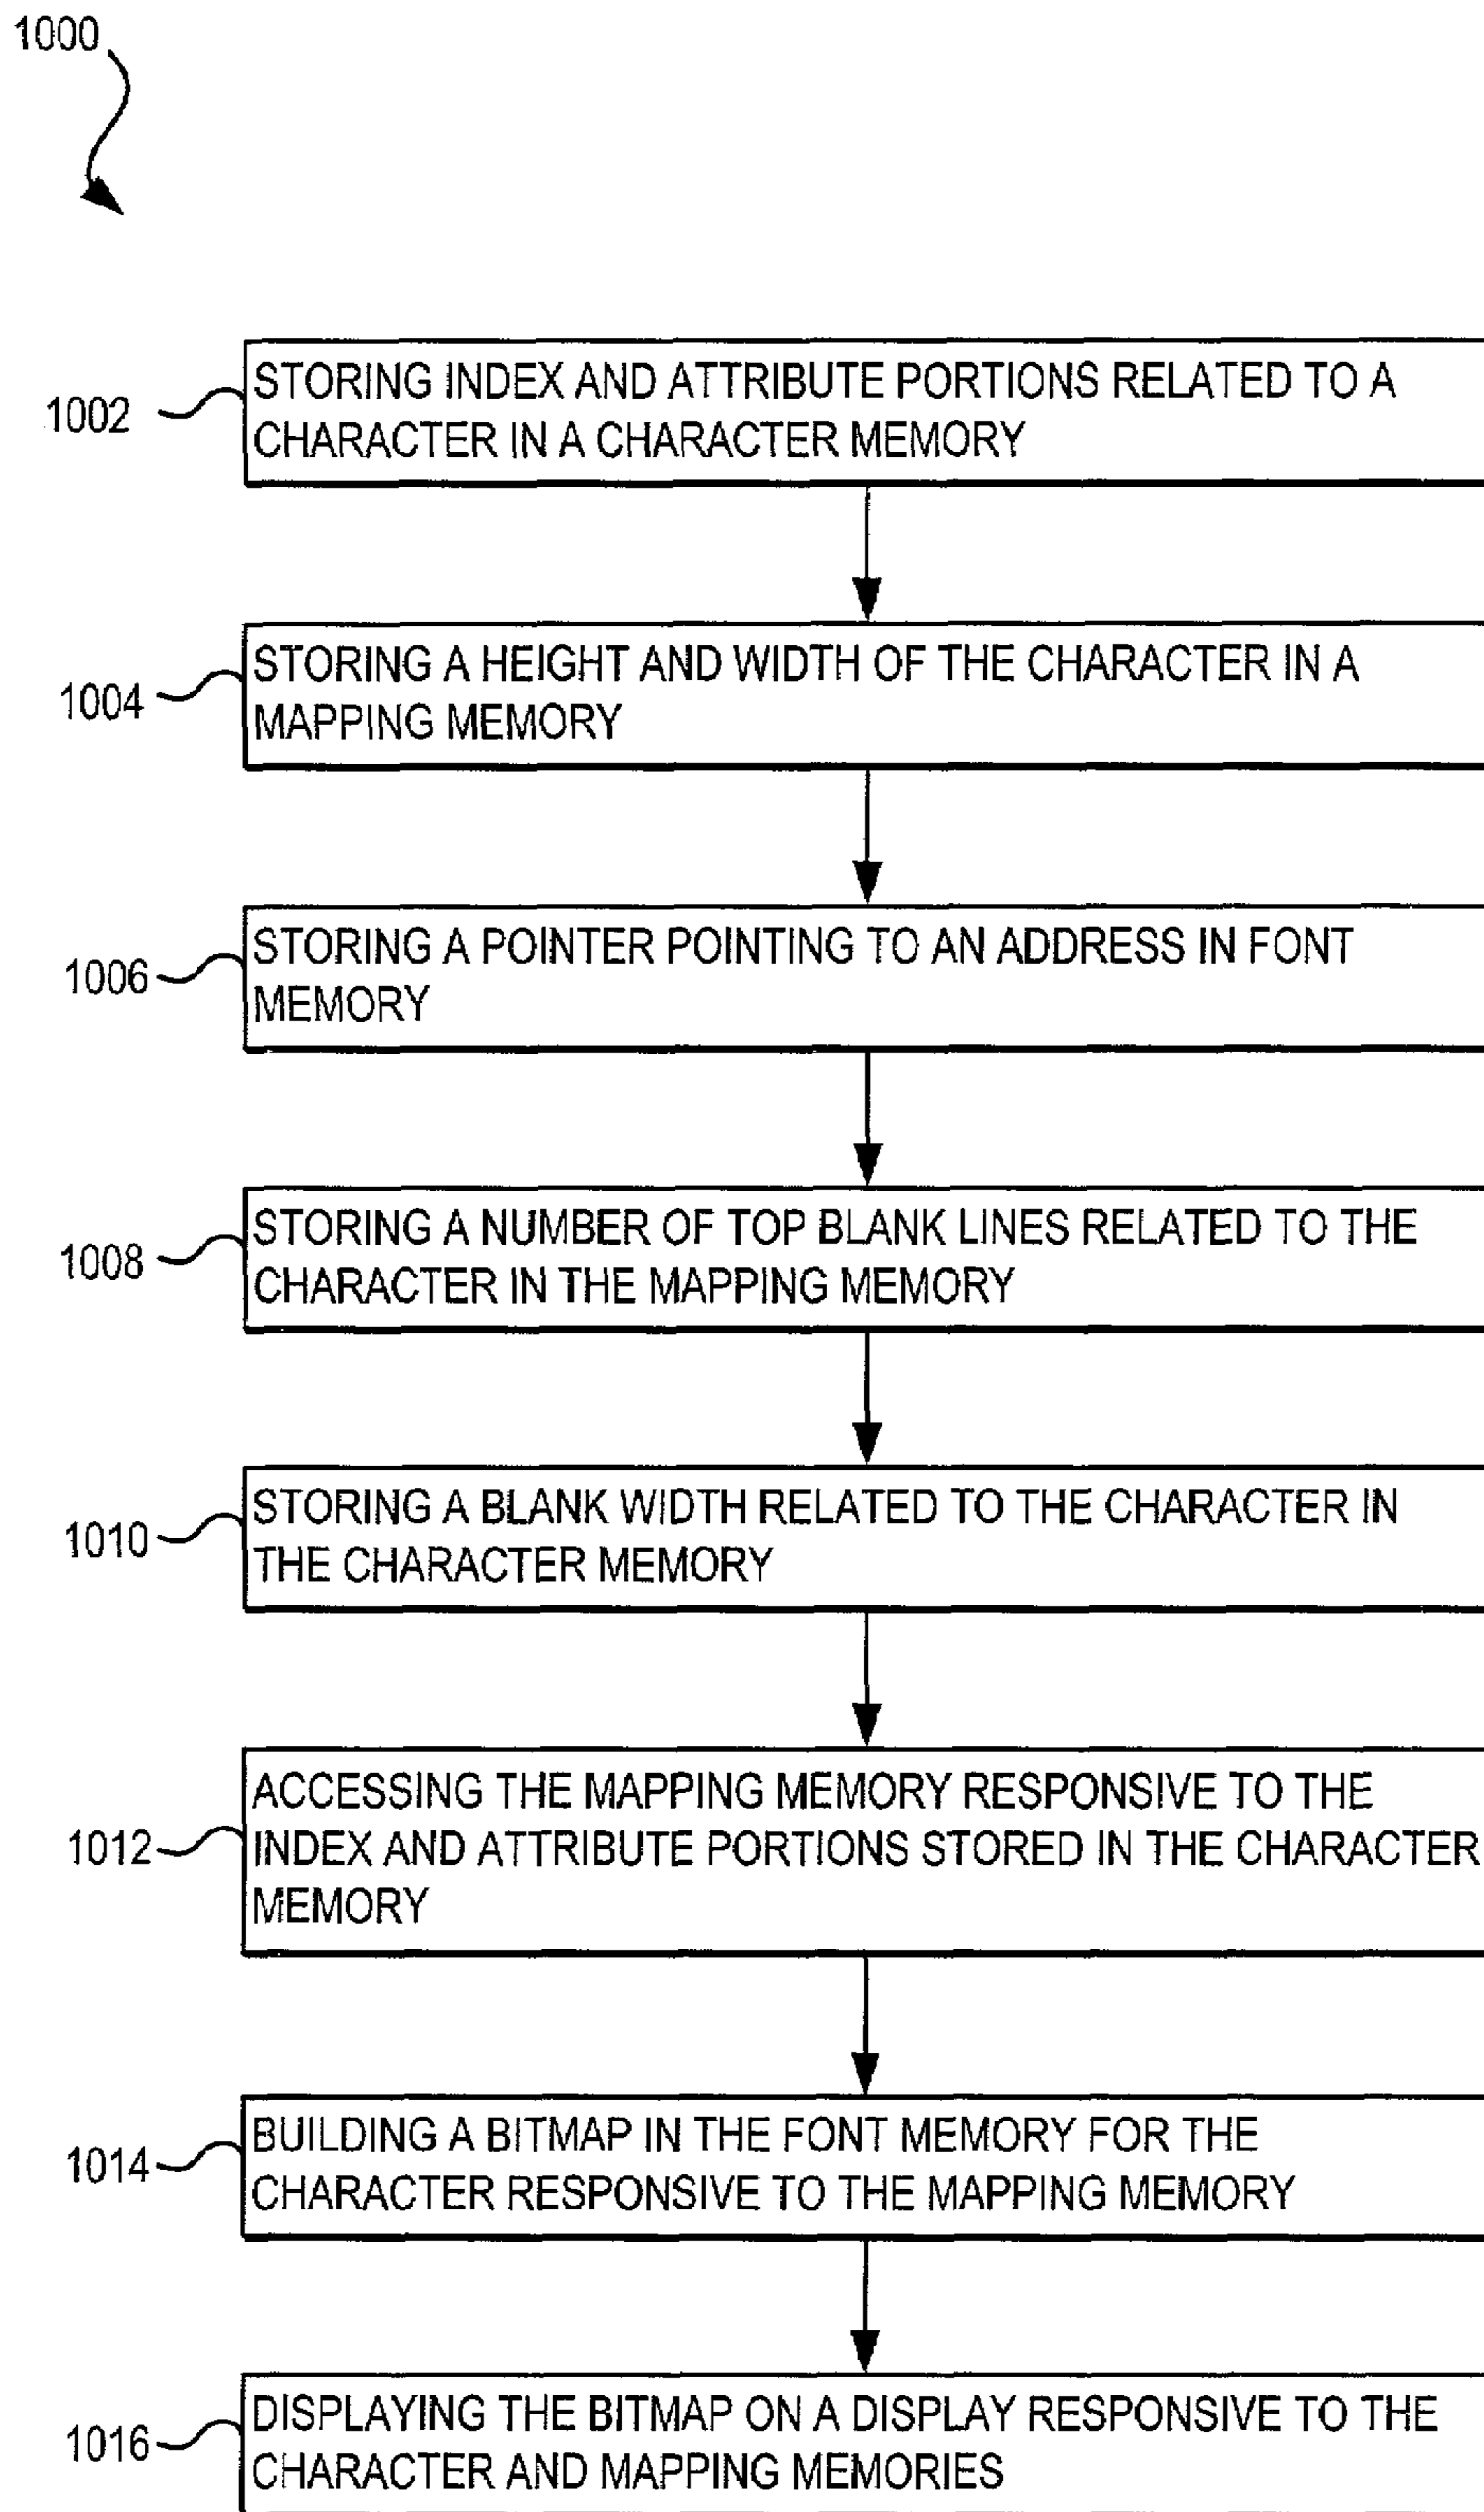 1000
1002
STORING INDEX AND ATTRIBUTE PORTIONS RELATED TO A
CHARACTER IN A CHARACTER MEMORY
1004
STORING A HEIGHT AND WIDTH OF THE CHARACTER IN A
MAPPING MEMORY
1006
STORING A POINTER POINTING TO AN ADDRESS IN FONT
MEMORY
1008
STORING A NUMBER OF TOP BLANK LINES RELATED TO THE
CHARACTER IN THE MAPPING MEMORY
1010
STORING A BLANK WIDTH RELATED TO THE CHARACTER IN
THE CHARACTER MEMORY
1012
ACCESSING THE MAPPING MEMORY RESPONSIVE TO THE
INDEX AND ATTRIBUTE PORTIONS STORED IN THE CHARACTER
MEMORY
1014
BUILDING A BITMAP IN THE FONT MEMORY FOR THE
CHARACTER RESPONSIVE TO THE MAPPING MEMORY
1016
DISPLAYING THE BITMAP ON A DISPLAY RESPONSIVE TO THE
CHARACTER AND MAPPING MEMORIES